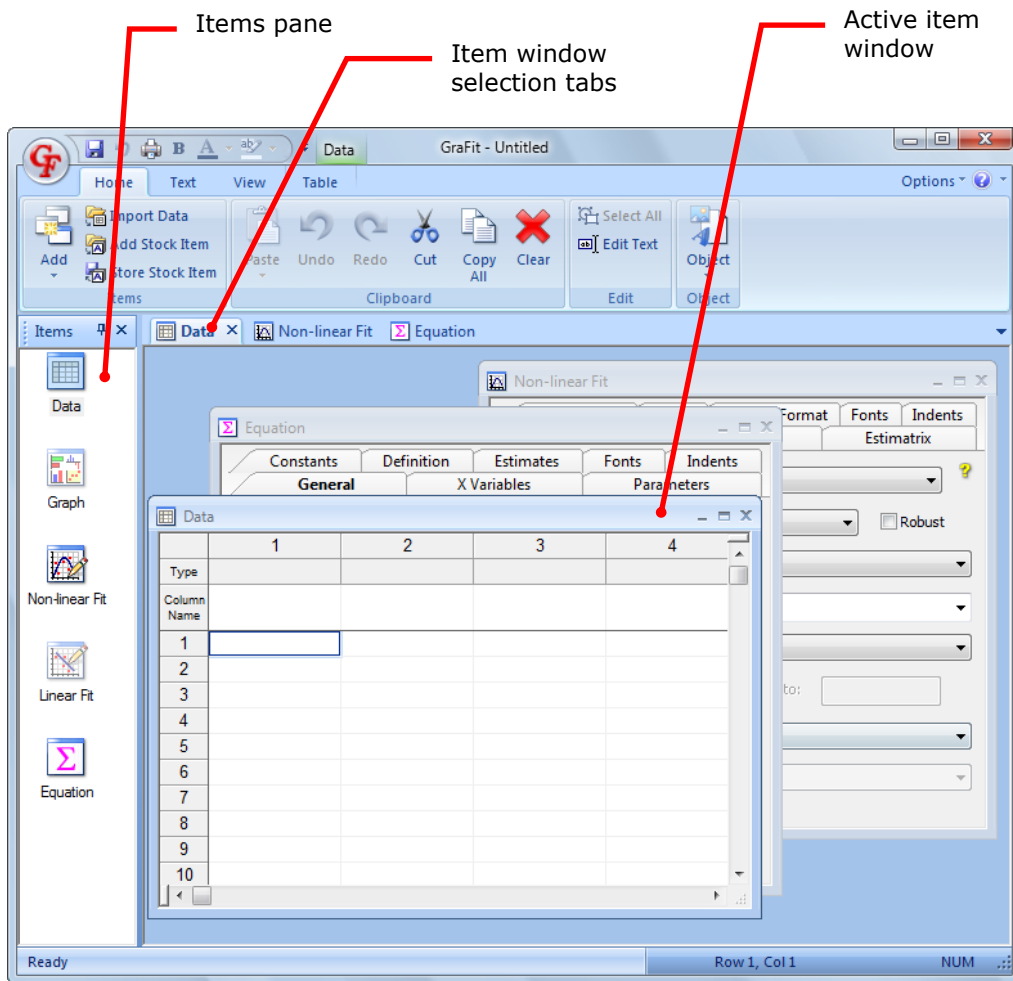 Items pane
Item window
selection tabs
Active item
window
GF
B A ab
Data
GraFit - Untitled
Home Text View Table
Options
Add
Import Data
Add Stock Item
Store Stock Item
Items
Paste Undo Redo Cut Copy All Clear
Clipboard
Select All
Edit Text
Edit
Object
Object
Items
Data Non-linear Fit Equation
Data
Graph
Non-linear Fit
Linear Fit
Equation
Non-linear Fit
Format Fonts Indents
Estimatrix
Robust
to:
Equation
Constants Definition Estimates Fonts Indents
General X Variables Parameters
Data
1 2 3 4
Type
Column
Name
1
2
3
4
5
6
7
8
9
10
Ready
Row 1, Col 1
NUM